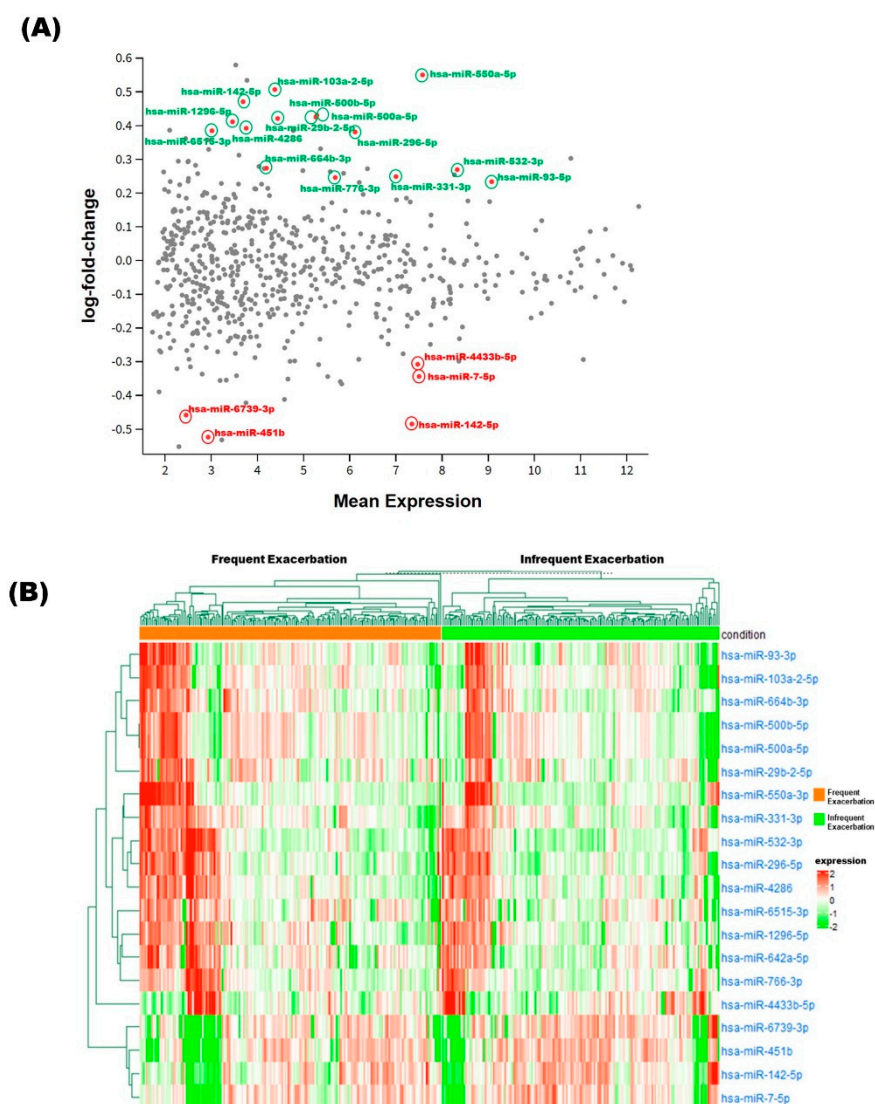 (A)
0.6
0.5
0.4
0.3
0.2
0.1
0.0
-0.1
-0.2
-0.3
-0.4
-0.5
log-fold-change
hsa-miR-550a-5p
hsa-miR-103a-2-5p
hsa-miR-142-5p
hsa-miR-500b-5p
hsa-miR-1296-5p
hsa-miR-500a-5p
hsa-miR-29b-2-5p
hsa-miR-6515-3p
hsa-miR-4286
hsa-miR-296-5p
hsa-miR-664b-3p
hsa-miR-532-3p
hsa-miR-93-5p
hsa-miR-776-3p
hsa-miR-331-3p
hsa-miR-4433b-5p
hsa-miR-7-5p
hsa-miR-6739-3p
hsa-miR-142-5p
hsa-miR-451b
2 3 4 5 6 7 8 9 10 11 12
Mean Expression
(B)
Frequent Exacerbation
Infrequent Exacerbation
condition
hsa-miR-93-3p
hsa-miR-103a-2-5p
hsa-miR-664b-3p
hsa-miR-500b-5p
hsa-miR-500a-5p
hsa-miR-29b-2-5p
hsa-miR-550a-3p
hsa-miR-331-3p
hsa-miR-532-3p
hsa-miR-296-5p
hsa-miR-4286
hsa-miR-6515-3p
hsa-miR-1296-5p
hsa-miR-642a-5p
hsa-miR-766-3p
hsa-miR-4433b-5p
hsa-miR-6739-3p
hsa-miR-451b
hsa-miR-142-5p
hsa-miR-7-5p
Frequent
Exacerbation
Infrequent
Exacerbation
expression
2
1
0
-1
-2